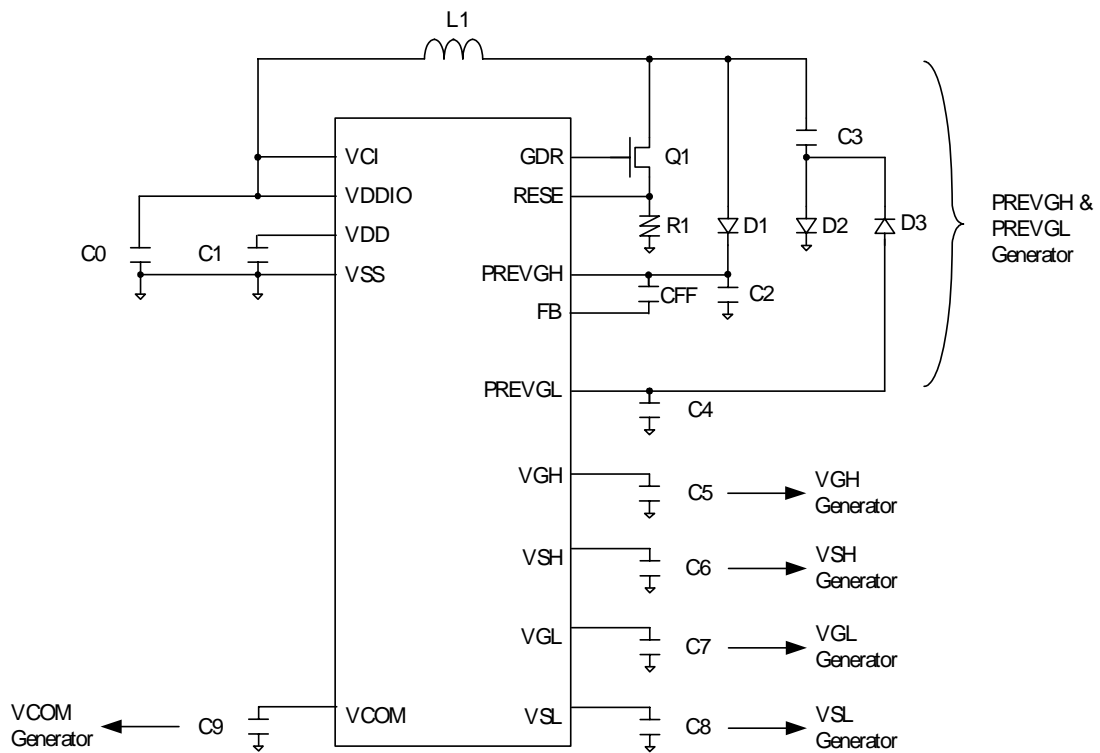 L1
VCI
VDDIO
VDD
VSS
C0
C1
GDR
RESE
PREVGH
FB
PREVGL
VGH
VSH
VGL
VSL
VCOM
Q1
R1
D1
D2
D3
C3
CFF
C2
C4
PREVGH &
PREVGL
Generator
C5
VGH
Generator
C6
VSH
Generator
C7
VGL
Generator
C8
VSL
Generator
VCOM
Generator
C9